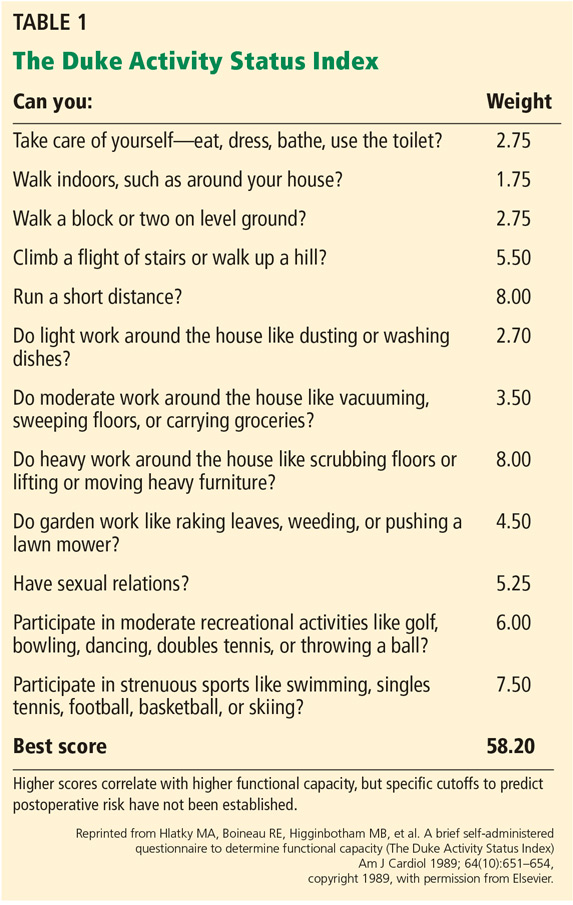 TABLE 1
The Duke Activity Status Index
Can you: Weight
Take care of yourself—eat, dress, bathe, use the toilet? 2.75
Walk indoors, such as around your house? 1.75
Walk a block or two on level ground? 2.75
Climb a flight of stairs or walk up a hill? 5.50
Run a short distance? 8.00
Do light work around the house like dusting or washing 2.70
dishes?
Do moderate work around the house like vacuuming, 3.50
sweeping floors, or carrying groceries?
Do heavy work around the house like scrubbing floors or 8.00
lifting or moving heavy furniture?
Do garden work like raking leaves, weeding, or pushing a 4.50
lawn mower?
Have sexual relations? 5.25
Participate in moderate recreational activities like golf, 6.00
bowling, dancing, doubles tennis, or throwing a ball?
Participate in strenuous sports like swimming, singles 7.50
tennis, football, basketball, or skiing?
Best score 58.20
Higher scores correlate with higher functional capacity, but specific cutoffs to predict
postoperative risk have not been established.
Reprinted from Hlatky MA, Boineau RE, Higginbotham MB, et al. A brief self-administered
questionnaire to determine functional capacity (The Duke Activity Status Index)
Am J Cardiol 1989; 64(10):651–654,
copyright 1989, with permission from Elsevier.